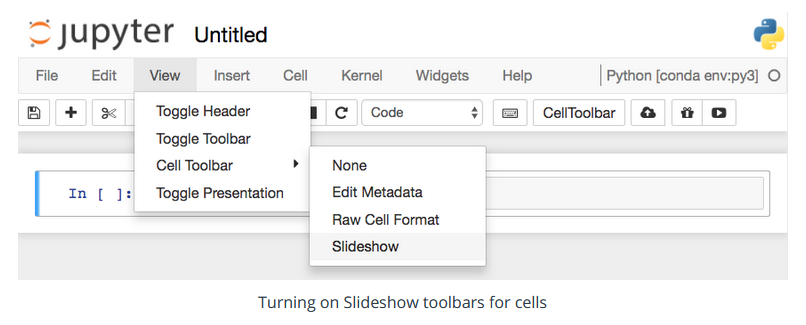 jupyter Untitled
File Edit View Insert Cell Kernel Widgets Help Python [conda env:py3]
Code CellToolbar
Toggle Header
Toggle Toolbar
Cell Toolbar
Toggle Presentation
None
Edit Metadata
Raw Cell Format
Slideshow
In [ ]:
Turning on Slideshow toolbars for cells